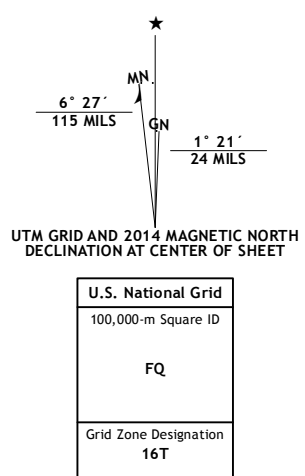 ★
MN
6° 27´
115 MILS
GN
1° 21´
24 MILS
UTM GRID AND 2014 MAGNETIC NORTH
DECLINATION AT CENTER OF SHEET
U.S. National Grid
100,000-m Square ID
FQ
Grid Zone Designation
16T